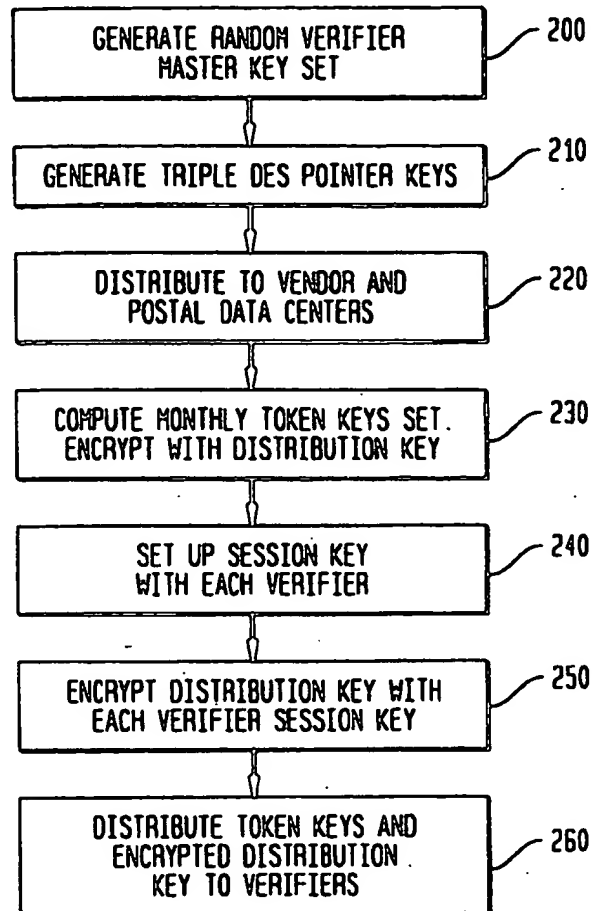 GENERATE RANDOM VERIFIER
MASTER KEY SET
200
GENERATE TRIPLE DES POINTER KEYS
210
DISTRIBUTE TO VENDOR AND
POSTAL DATA CENTERS
220
COMPUTE MONTHLY TOKEN KEYS SET.
ENCRYPT WITH DISTRIBUTION KEY
230
SET UP SESSION KEY
WITH EACH VERIFIER
240
ENCRYPT DISTRIBUTION KEY WITH
EACH VERIFIER SESSION KEY
250
DISTRIBUTE TOKEN KEYS AND
ENCRYPTED DISTRIBUTION
KEY TO VERIFIERS
260